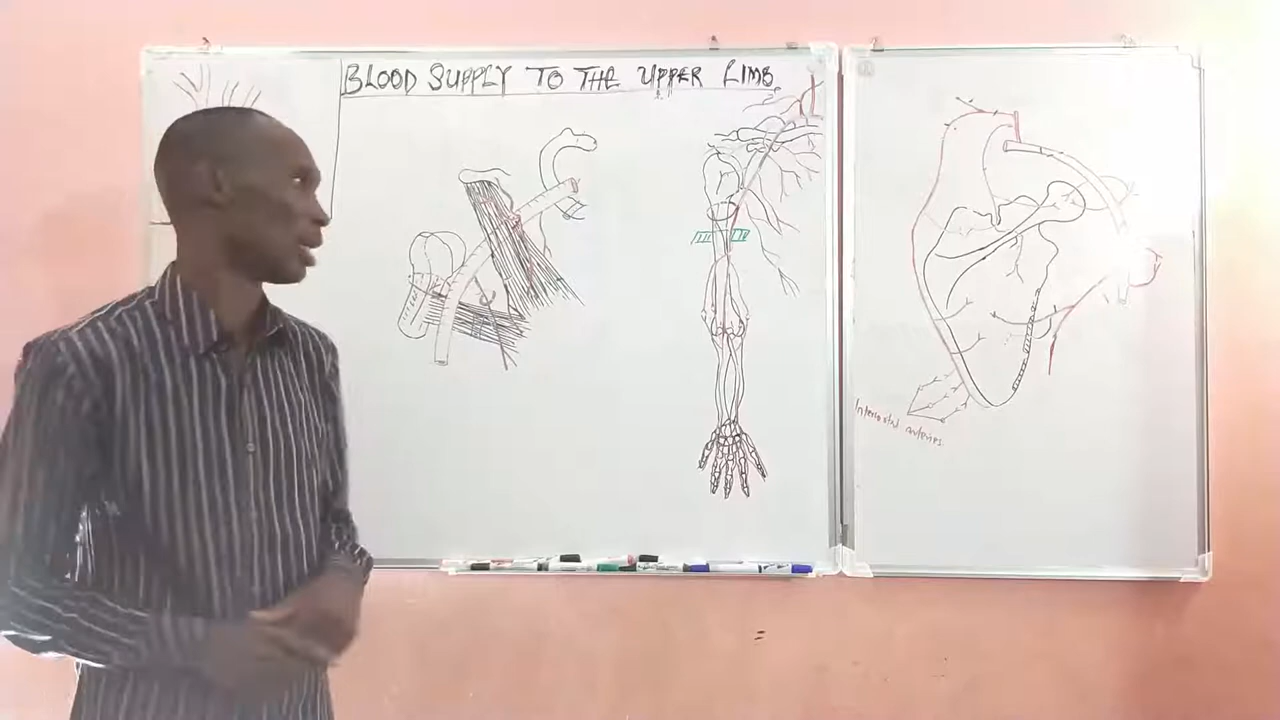 BLOOD SUPPLY TO THE UPPER LIMB
Intercostal arteries